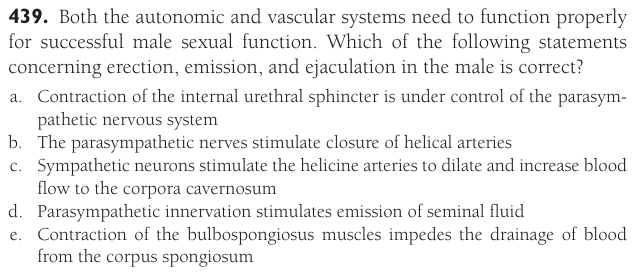 439. Both the autonomic and vascular systems need to function properly
for successful male sexual function. Which of the following statements
concerning erection, emission, and ejaculation in the male is correct?
a. Contraction of the internal urethral sphincter is under control of the parasym-
pathetic nervous system
b. The parasympathetic nerves stimulate closure of helical arteries
c. Sympathetic neurons stimulate the helicine arteries to dilate and increase blood
flow to the corpora cavernosum
d. Parasympathetic innervation stimulates emission of seminal fluid
e. Contraction of the bulbospongiosus muscles impedes the drainage of blood
from the corpus spongiosum